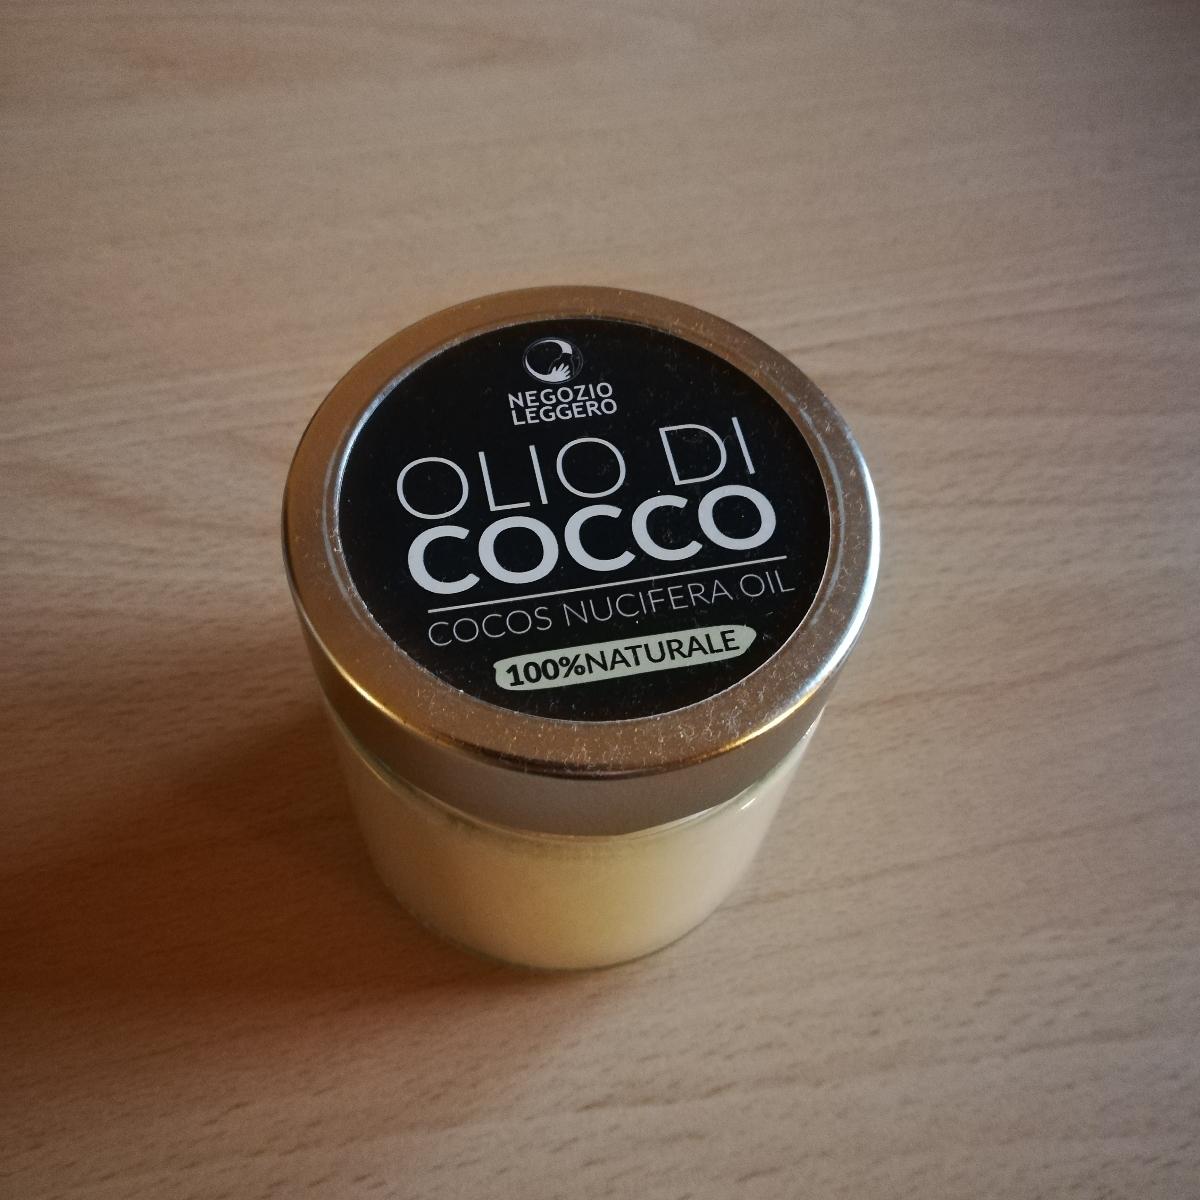 NEGOZIO
LEGGERO
OLIO DI
COCCO
COCOS NUCIFERA OIL
100%NATURALE